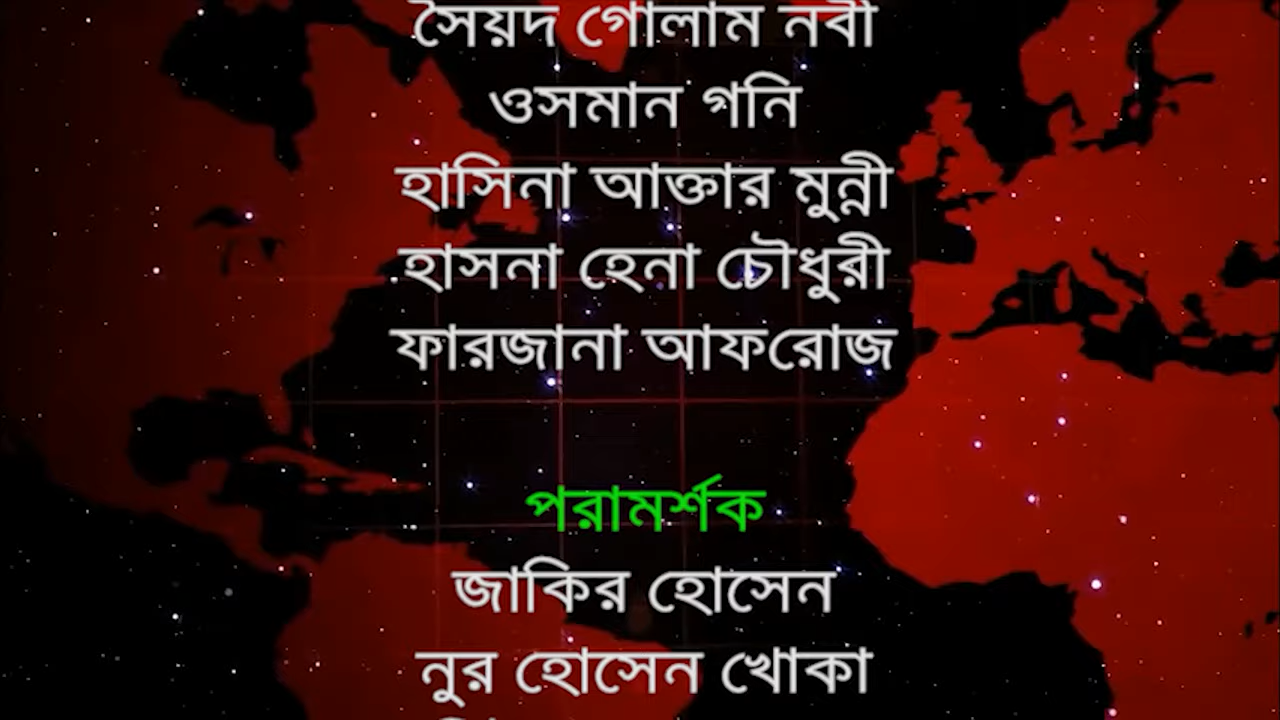 সৈয়দ গোলাম নবী
ওসমান গনি
হাসিনা আক্তার মুন্নী
হাসনা হেনা চৌধুরী
ফারজানা আফরোজ
পরামর্শক
জাকির হোসেন
নুর হোসেন খোকা